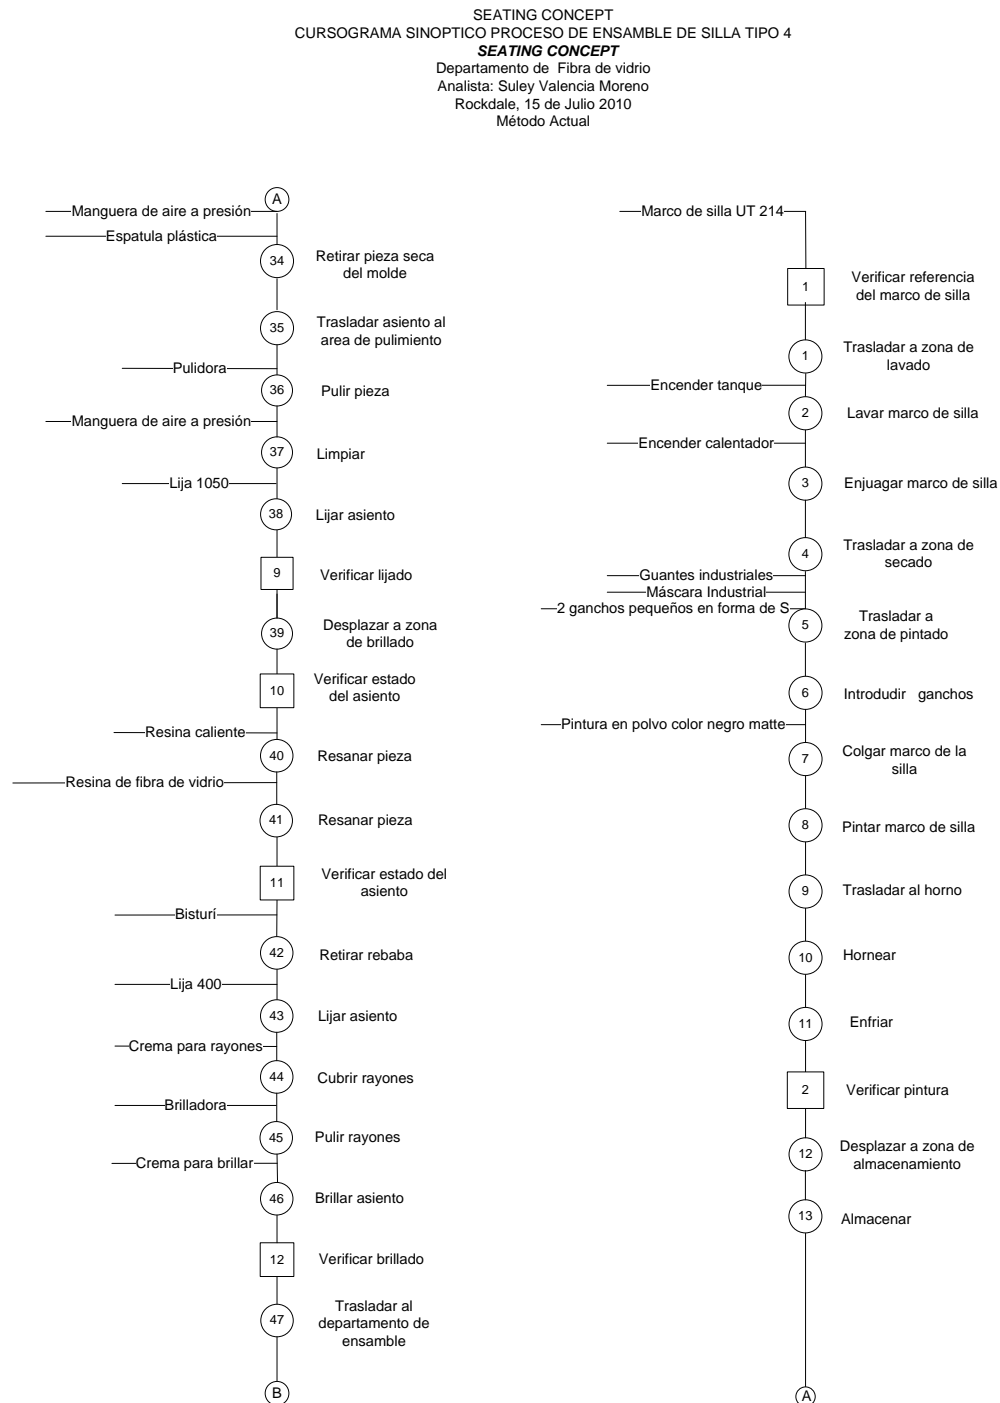 SEATING CONCEPT
CURSOGRAMA SINOPTICO PROCESO DE ENSAMBLE DE SILLA TIPO 4
SEATING CONCEPT
Departamento de Fibra de vidrio
Analista: Suley Valencia Moreno
Rockdale, 15 de Julio 2010
Método Actual
A
Manguera de aire a presión
Espatula plástica
34
Retirar pieza seca
del molde
35
Trasladar asiento al
area de pulimiento
Pulidora
36
Pulir pieza
Manguera de aire a presión
37
Limpiar
Lija 1050
38
Lijar asiento
9
Verificar lijado
39
Desplazar a zona
de brillado
10
Verificar estado
del asiento
Resina caliente
40
Resanar pieza
Resina de fibra de vidrio
41
Resanar pieza
11
Verificar estado del
asiento
Bisturí
42
Retirar rebaba
Lija 400
43
Lijar asiento
Crema para rayones
44
Cubrir rayones
Brilladora
45
Pulir rayones
Crema para brillar
46
Brillar asiento
12
Verificar brillado
47
Trasladar al
departamento de
ensamble
B
Marco de silla UT 214
1
Verificar referencia
del marco de silla
1
Trasladar a zona de
lavado
Encender tanque
2
Lavar marco de silla
Encender calentador
3
Enjuagar marco de silla
4
Trasladar a zona de
secado
Guantes industriales
Máscara Industrial
2 ganchos pequeños en forma de S
5
Trasladar a
zona de pintado
6
Introdudir ganchos
Pintura en polvo color negro matte
7
Colgar marco de la
silla
8
Pintar marco de silla
9
Trasladar al horno
10
Hornear
11
Enfriar
2
Verificar pintura
12
Desplazar a zona de
almacenamiento
13
Almacenar
A